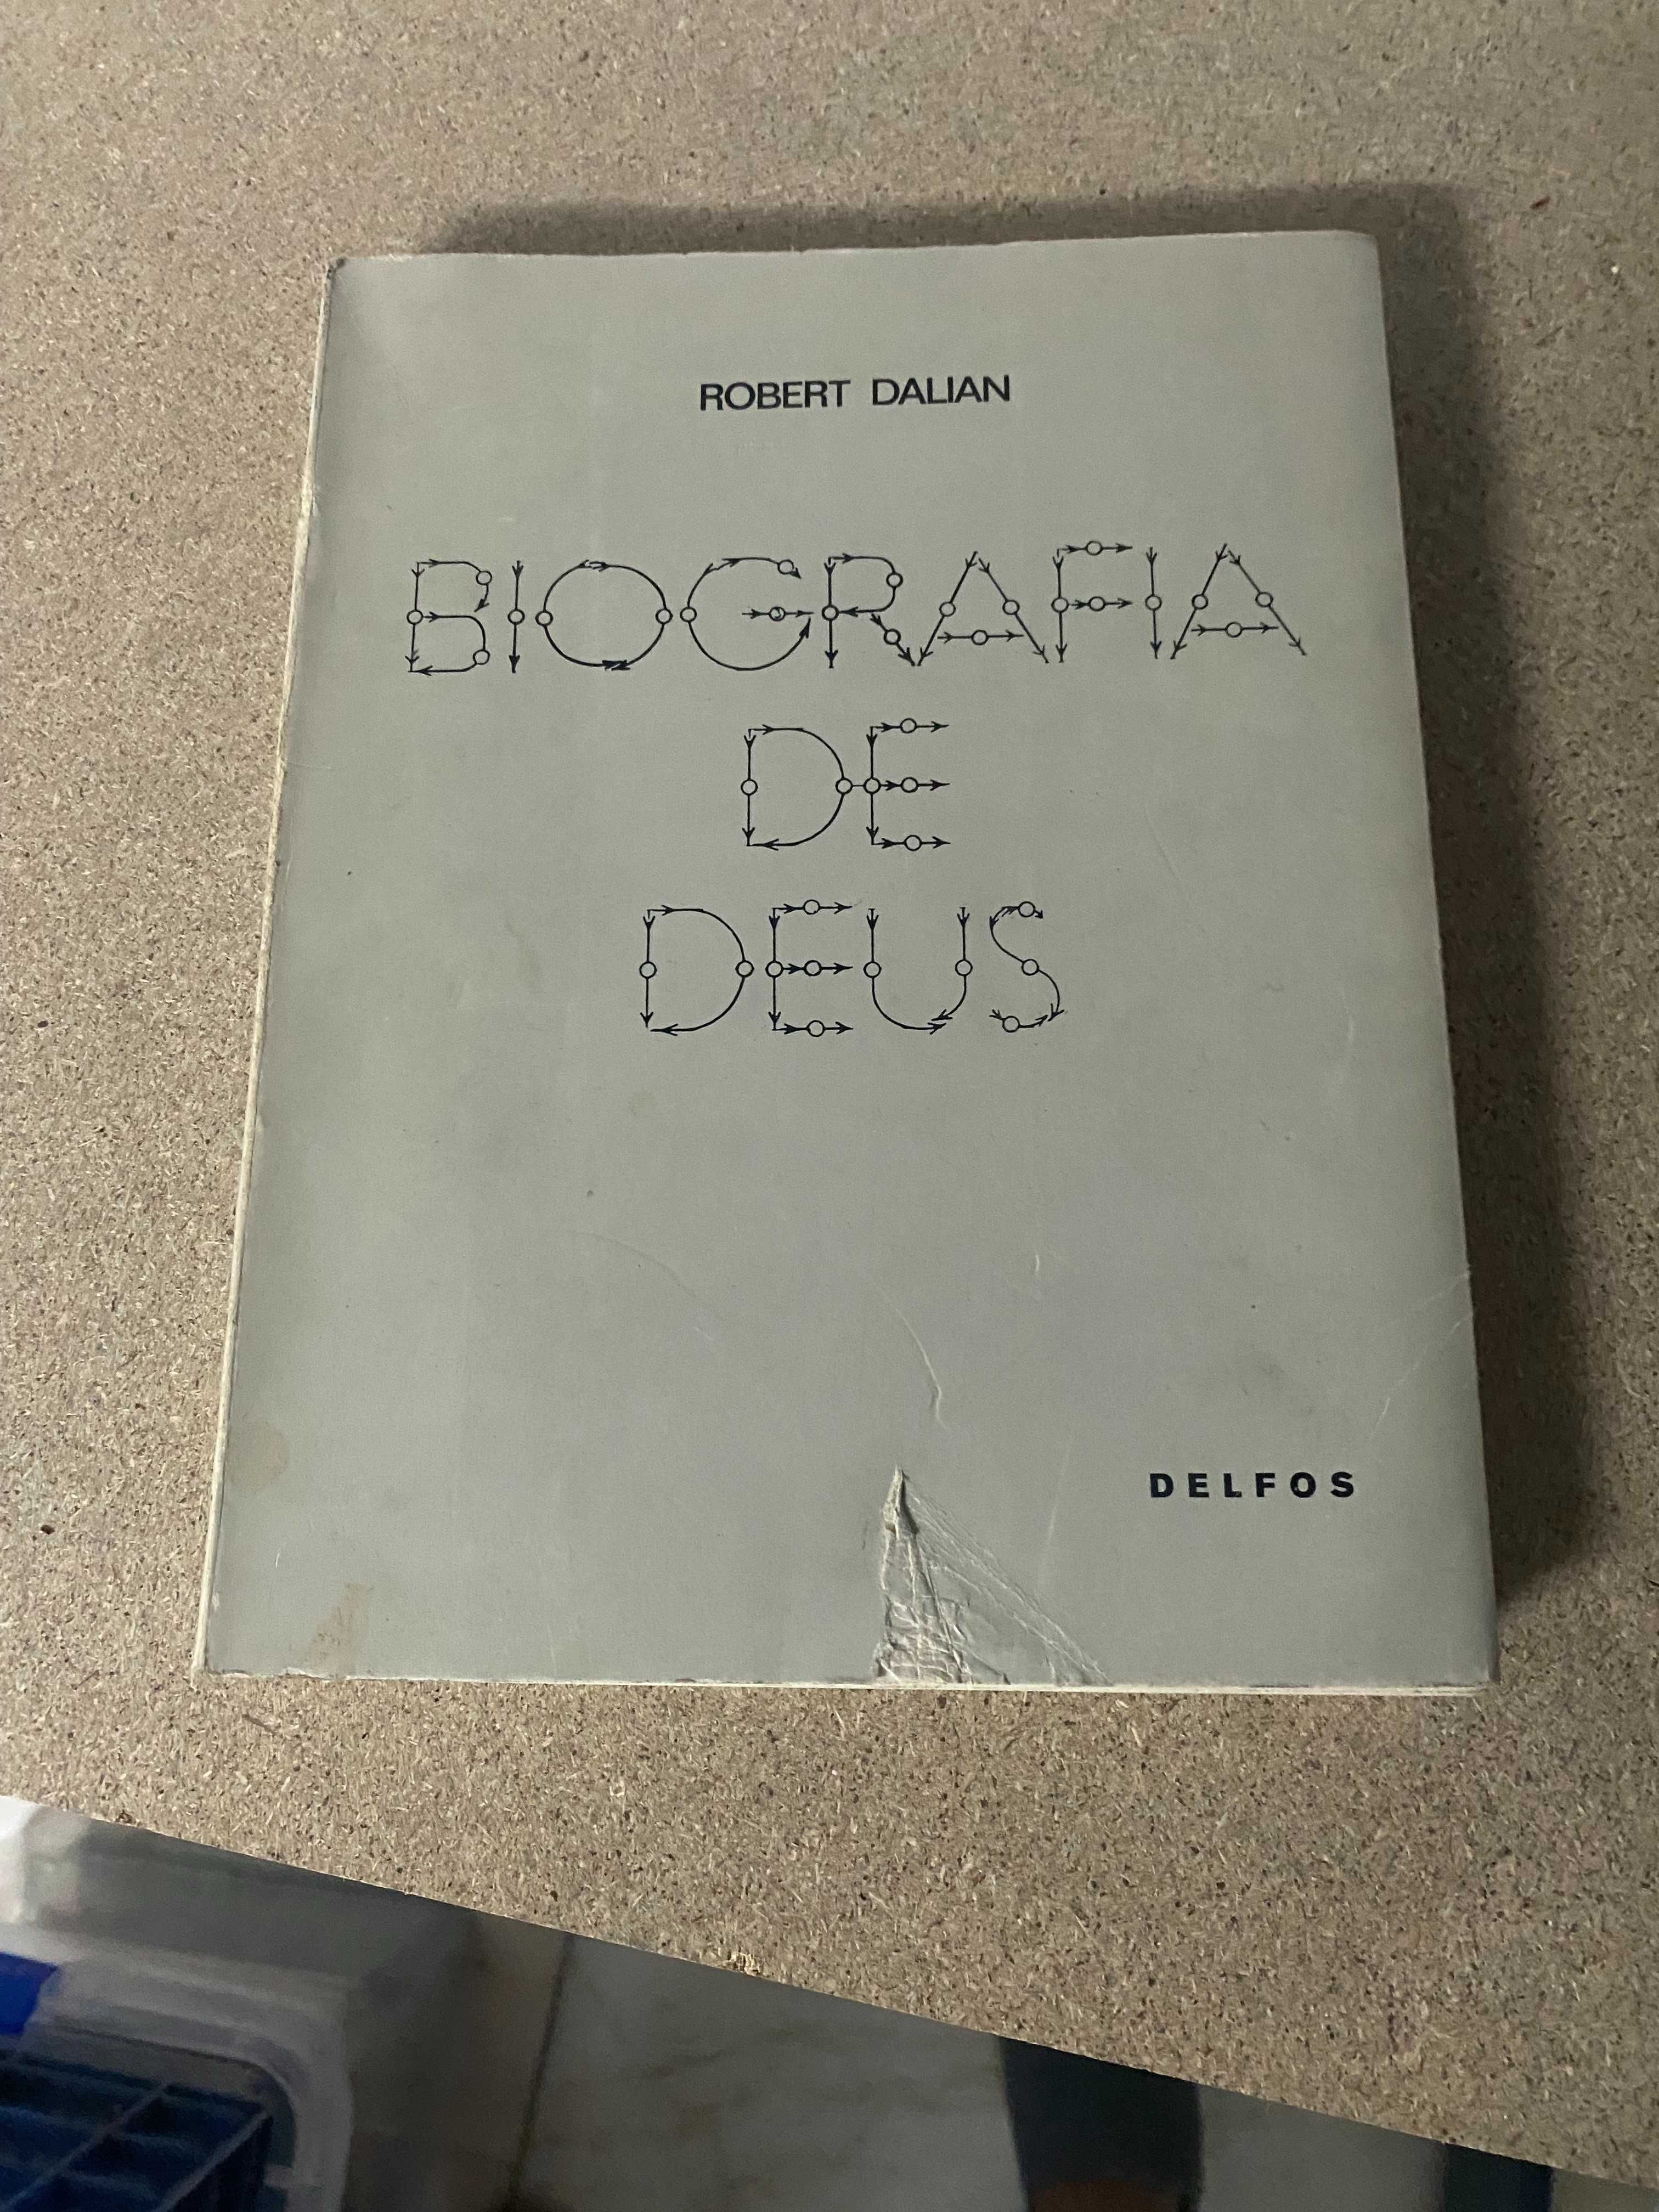 ROBERT DALIAN
BIOGRAFIA
DE
DEUS
DELFOS